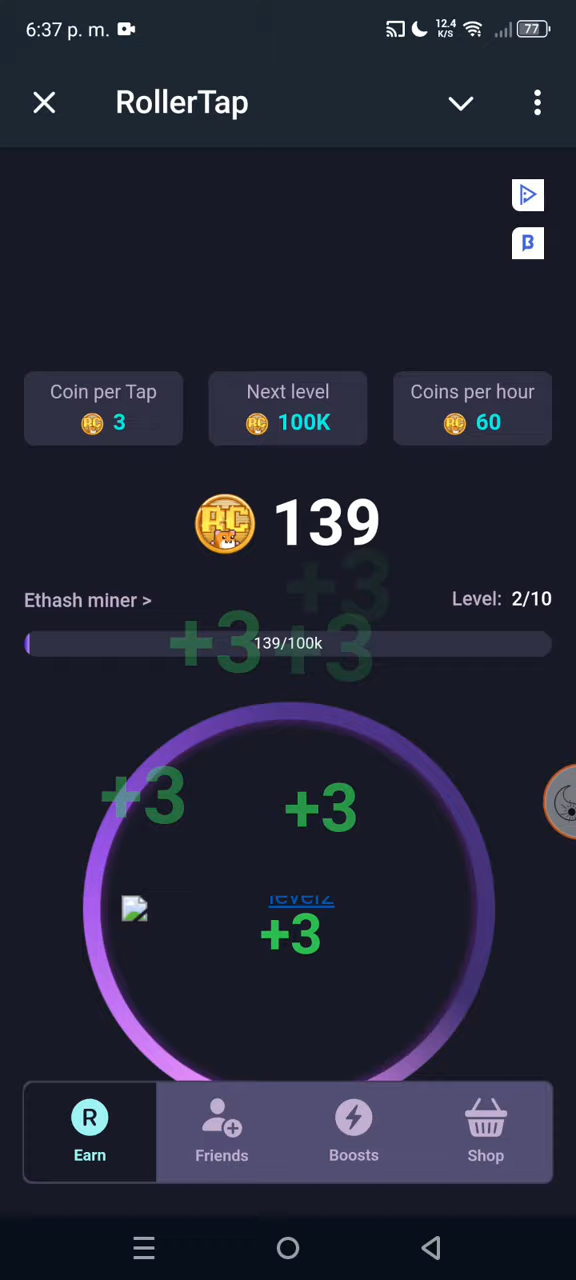 6:37 p. m.
12.4
K/S
77
RollerTap
Coin per Tap
3
Next level
100K
Coins per hour
60
139
Ethash miner >
Level: 2/10
139/100k
+3
+3
+3
+3
+3
level2
+3
R
Earn
Friends
Boosts
Shop